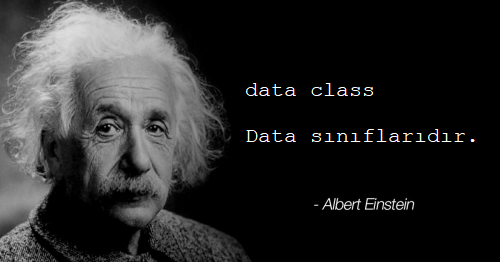 data class
Data sınıflarıdır.
- Albert Einstein